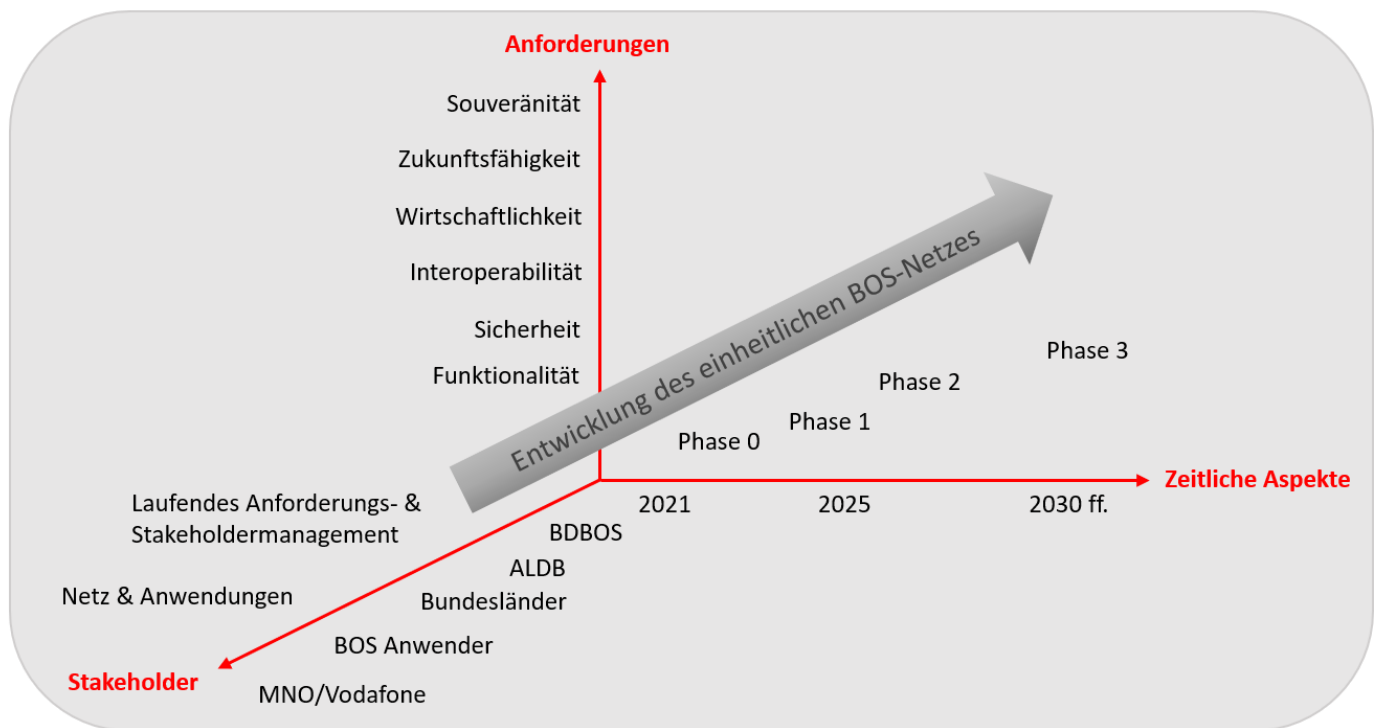 Anforderungen
Souveränität
Zukunftsfähigkeit
Wirtschaftlichkeit
Interoperabilität
Sicherheit
Funktionalität
Entwicklung des einheitlichen BOS-Netzes
Phase 0
Phase 1
Phase 2
Phase 3
Zeitliche Aspekte
2021
2025
2030 ff.
Laufendes Anforderungs- &
Stakeholdermanagement
Netz & Anwendungen
Stakeholder
BDBOS
ALDB
Bundesländer
BOS Anwender
MNO/Vodafone